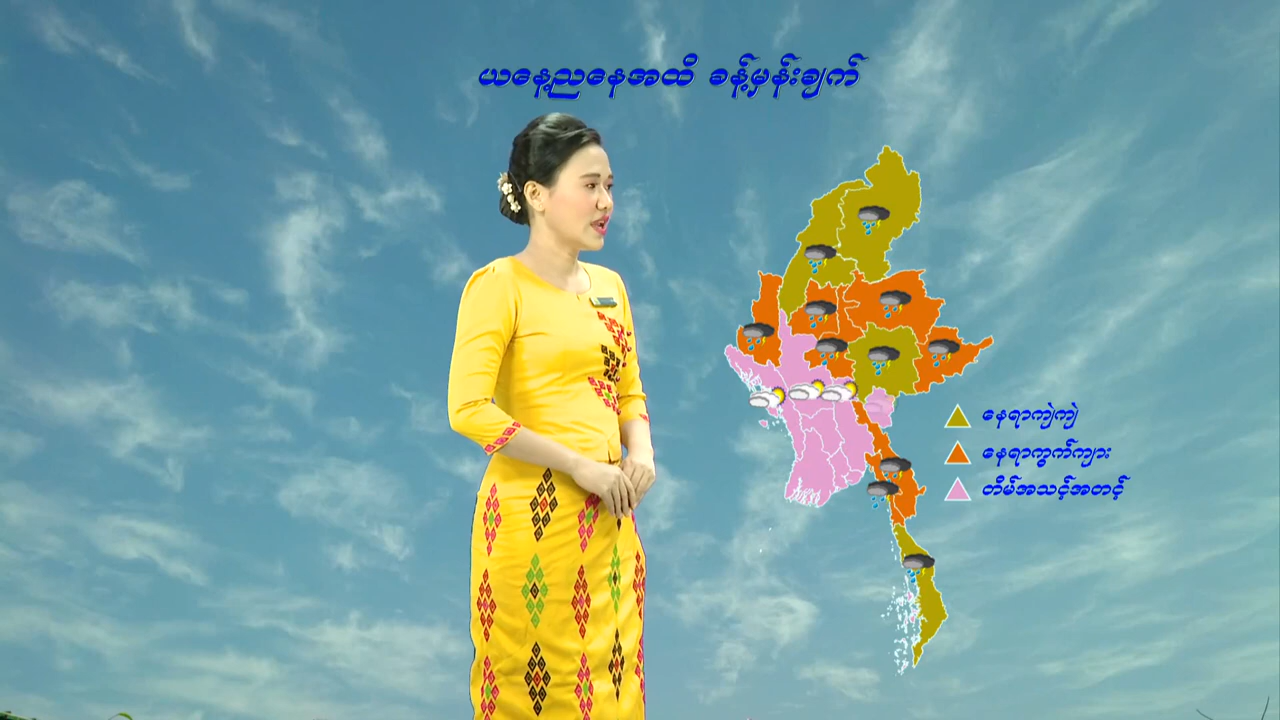 ယနေ့ညနေအထိ ခန့်မှန်းချက်
နေရာကျဲကျဲ
နေရာကွက်ကျား
တိမ်အသင့်အတင့်